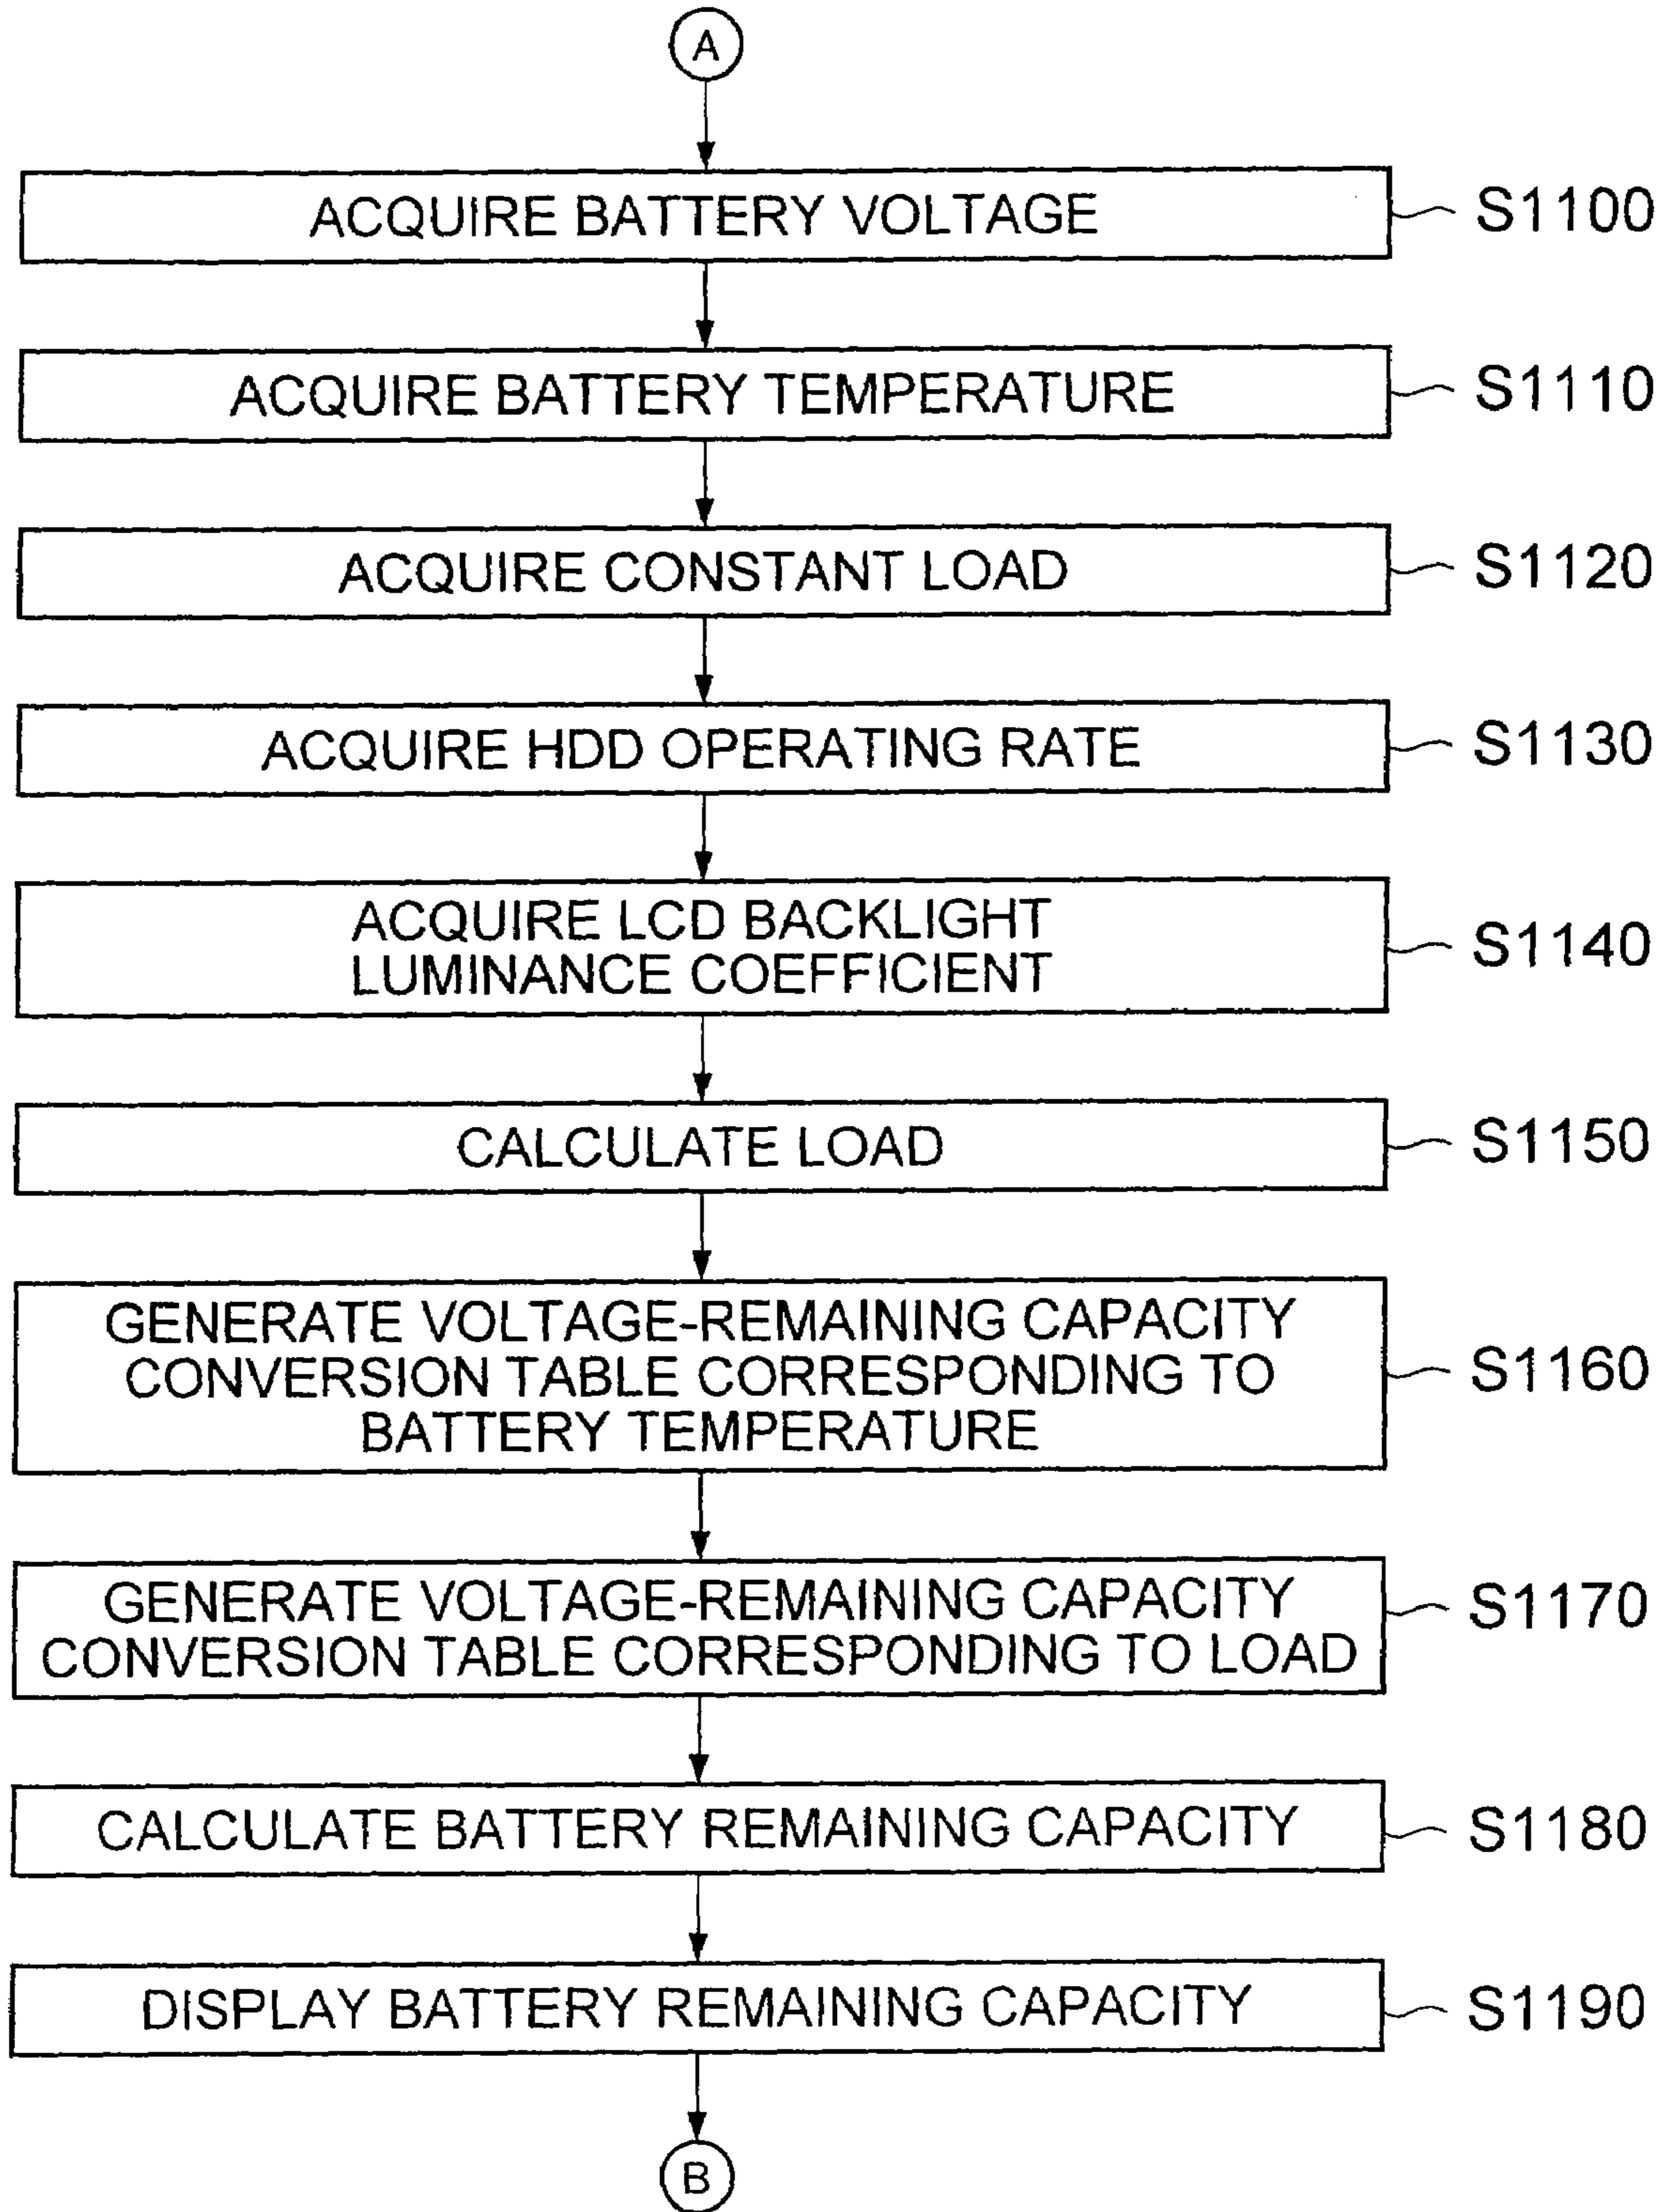 A
ACQUIRE BATTERY VOLTAGE
S1100
ACQUIRE BATTERY TEMPERATURE
S1110
ACQUIRE CONSTANT LOAD
S1120
ACQUIRE HDD OPERATING RATE
S1130
ACQUIRE LCD BACKLIGHT
LUMINANCE COEFFICIENT
S1140
CALCULATE LOAD
S1150
GENERATE VOLTAGE-REMAINING CAPACITY
CONVERSION TABLE CORRESPONDING TO
BATTERY TEMPERATURE
S1160
GENERATE VOLTAGE-REMAINING CAPACITY
CONVERSION TABLE CORRESPONDING TO LOAD
S1170
CALCULATE BATTERY REMAINING CAPACITY
S1180
DISPLAY BATTERY REMAINING CAPACITY
S1190
B